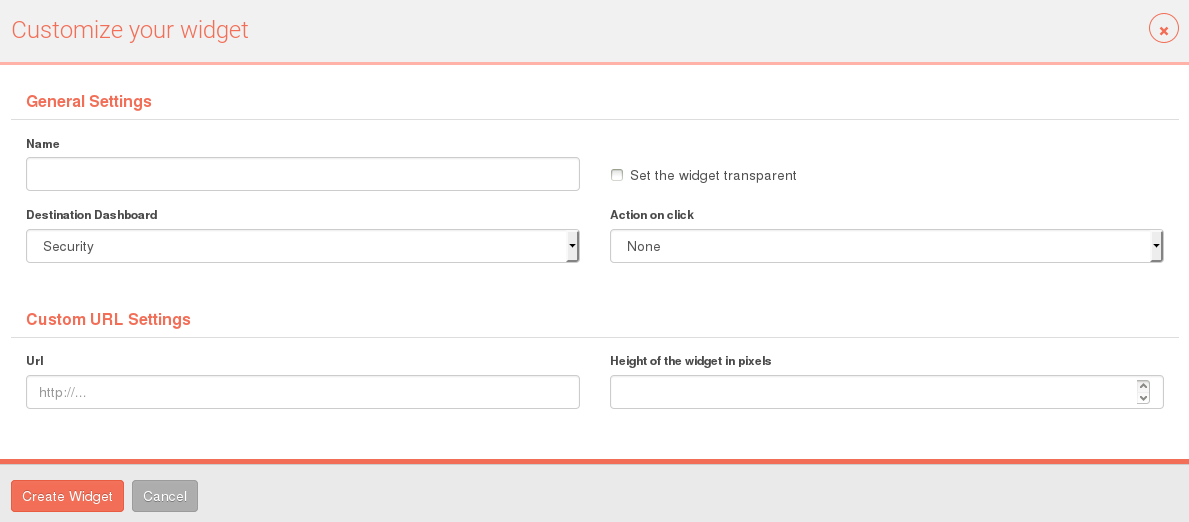 Customize your widget
General Settings
Name
Set the widget transparent
Destination Dashboard
Action on click
Security
None
Custom URL Settings
Url
Height of the widget in pixels
http://...
Create Widget
Cancel